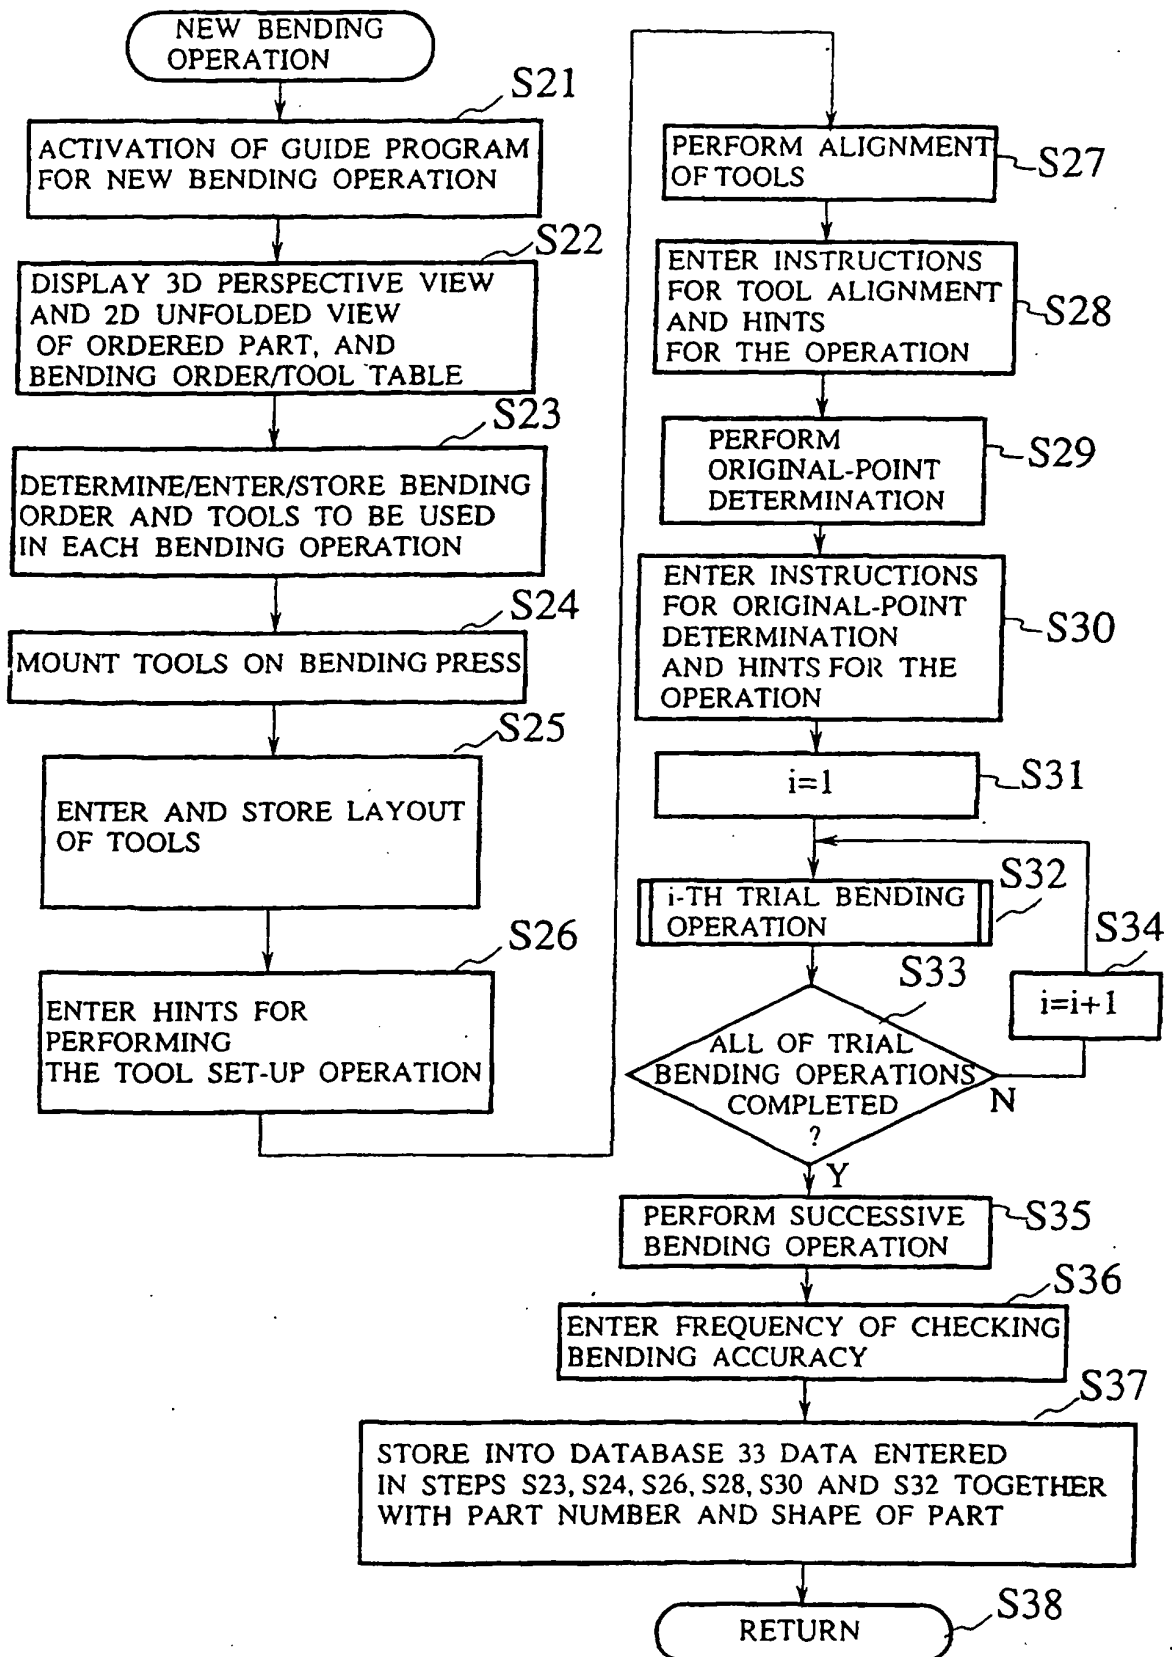 NEW BENDING
OPERATION
S21
ACTIVATION OF GUIDE PROGRAM
FOR NEW BENDING OPERATION
S22
DISPLAY 3D PERSPECTIVE VIEW
AND 2D UNFOLDED VIEW
OF ORDERED PART, AND
BENDING ORDER/TOOL TABLE
S23
DETERMINE/ENTER/STORE BENDING
ORDER AND TOOLS TO BE USED
IN EACH BENDING OPERATION
S24
MOUNT TOOLS ON BENDING PRESS
S25
ENTER AND STORE LAYOUT
OF TOOLS
S26
ENTER HINTS FOR
PERFORMING
THE TOOL SET-UP OPERATION
PERFORM ALIGNMENT
OF TOOLS
S27
ENTER INSTRUCTIONS
FOR TOOL ALIGNMENT
AND HINTS
FOR THE OPERATION
S28
PERFORM
ORIGINAL-POINT
DETERMINATION
S29
ENTER INSTRUCTIONS
FOR ORIGINAL-POINT
DETERMINATION
AND HINTS FOR THE
OPERATION
S30
i=1
S31
i-TH TRIAL BENDING
OPERATION
S32
S33
ALL OF TRIAL
BENDING OPERATIONS
COMPLETED
?
N
S34
i=i+1
Y
PERFORM SUCCESSIVE
BENDING OPERATION
S35
S36
ENTER FREQUENCY OF CHECKING
BENDING ACCURACY
S37
STORE INTO DATABASE 33 DATA ENTERED
IN STEPS S23, S24, S26, S28, S30 AND S32 TOGETHER
WITH PART NUMBER AND SHAPE OF PART
RETURN
S38